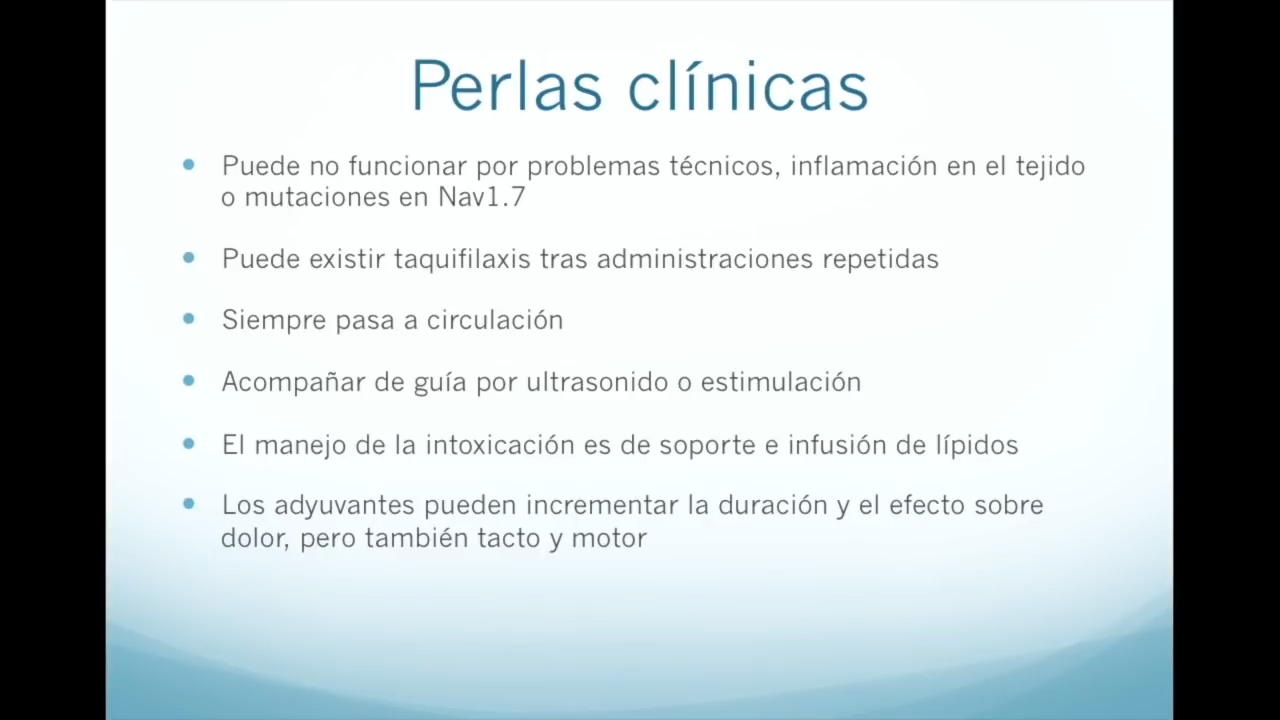 Perlas clínicas
• Puede no funcionar por problemas técnicos, inflamación en el tejido
o mutaciones en Nav1.7
• Puede existir taquifilaxis tras administraciones repetidas
• Siempre pasa a circulación
• Acompañar de guía por ultrasonido o estimulación
• El manejo de la intoxicación es de soporte e infusión de lípidos
• Los adyuvantes pueden incrementar la duración y el efecto sobre
dolor, pero también tacto y motor